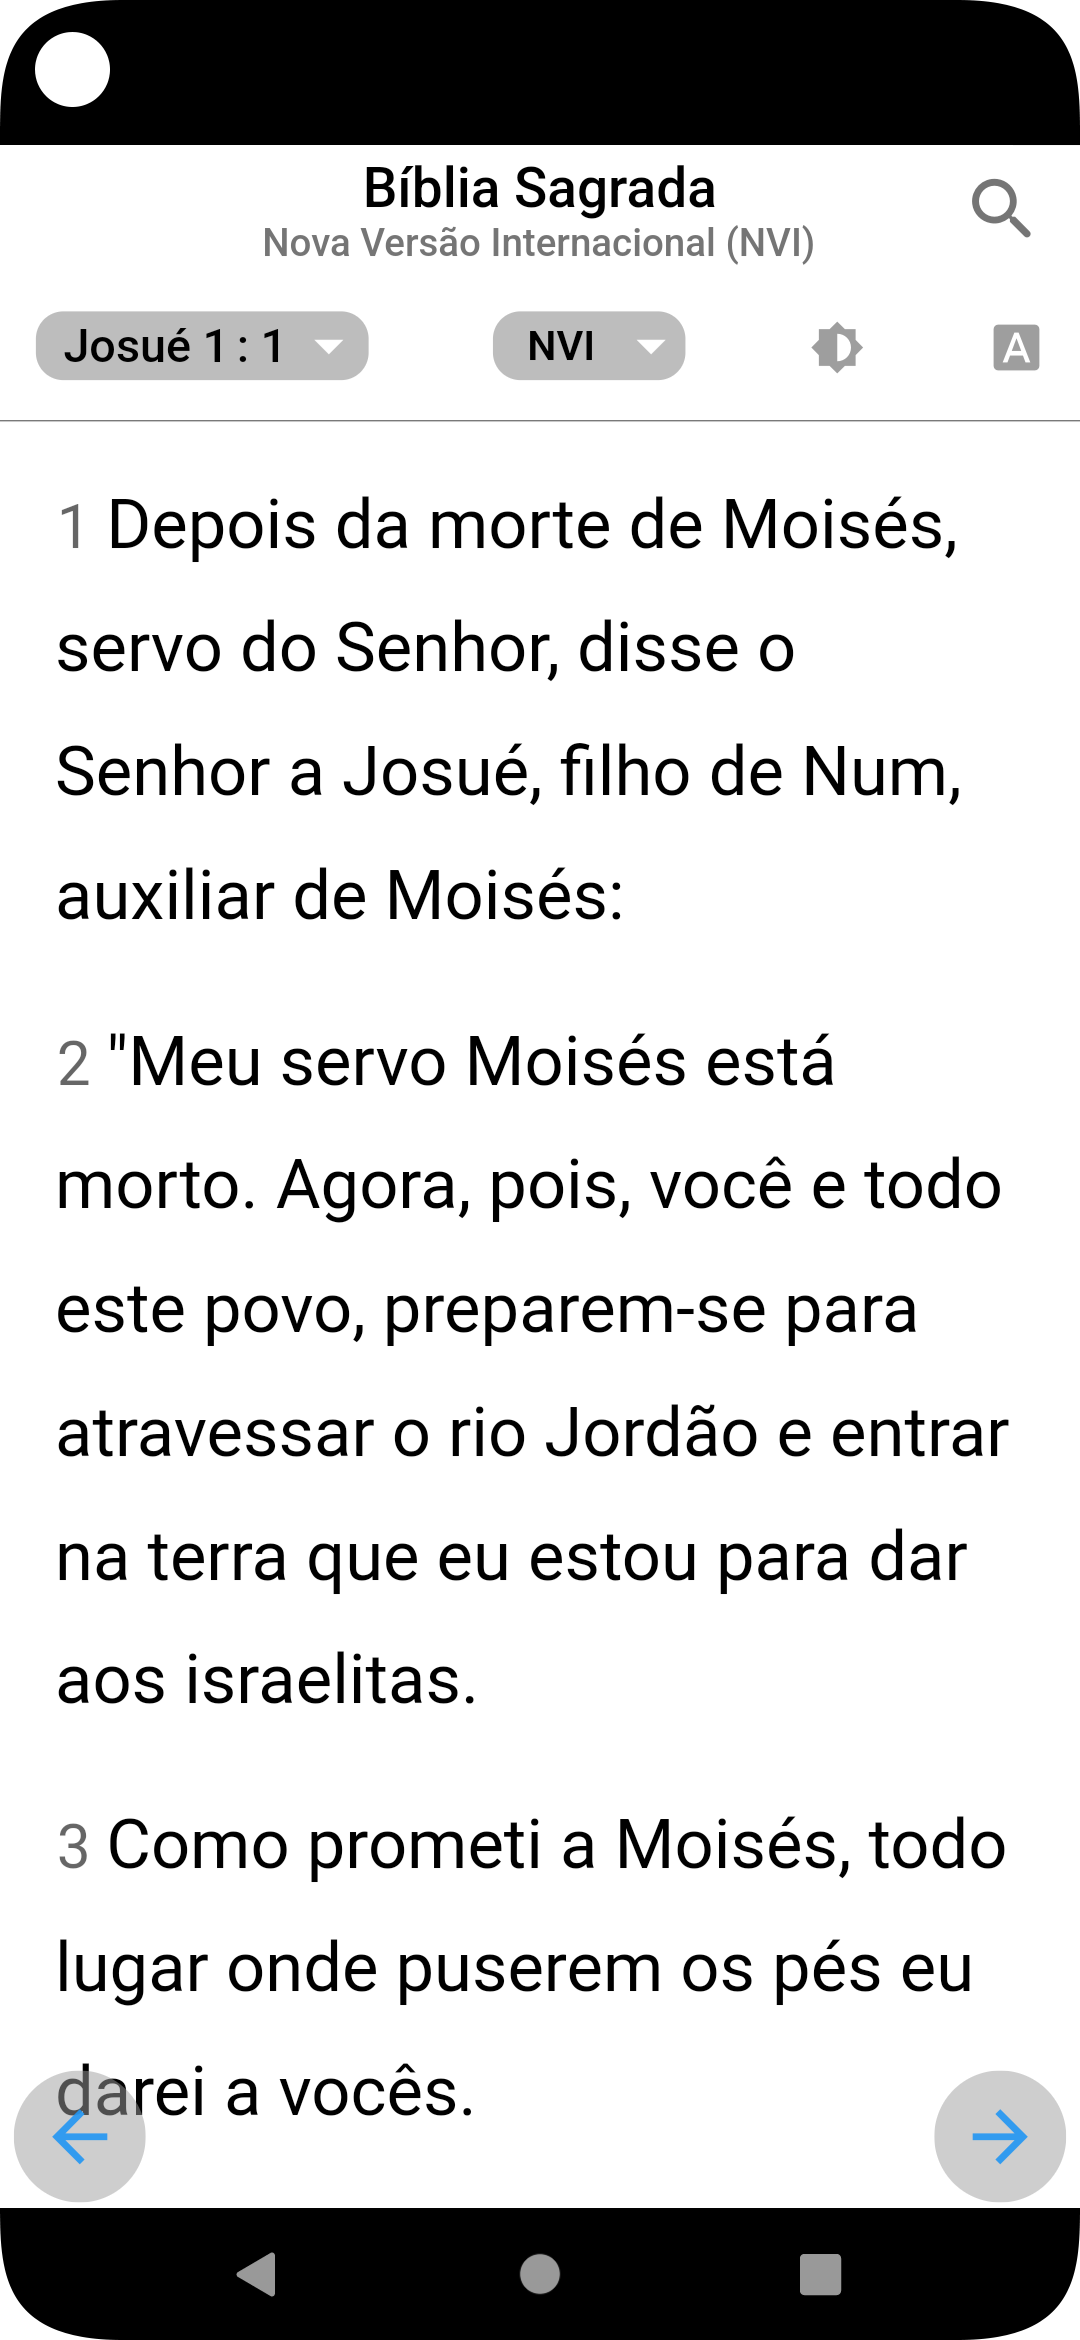 Bíblia Sagrada
Nova Versão Internacional (NVI)
Josué 1 : 1
NVI
A
1 Depois da morte de Moisés,
servo do Senhor, disse o
Senhor a Josué, filho de Num,
auxiliar de Moisés:
2 "Meu servo Moisés está
morto. Agora, pois, você e todo
este povo, preparem-se para
atravessar o rio Jordão e entrar
na terra que eu estou para dar
aos israelitas.
3 Como prometi a Moisés, todo
lugar onde puserem os pés eu
darei a vocês.